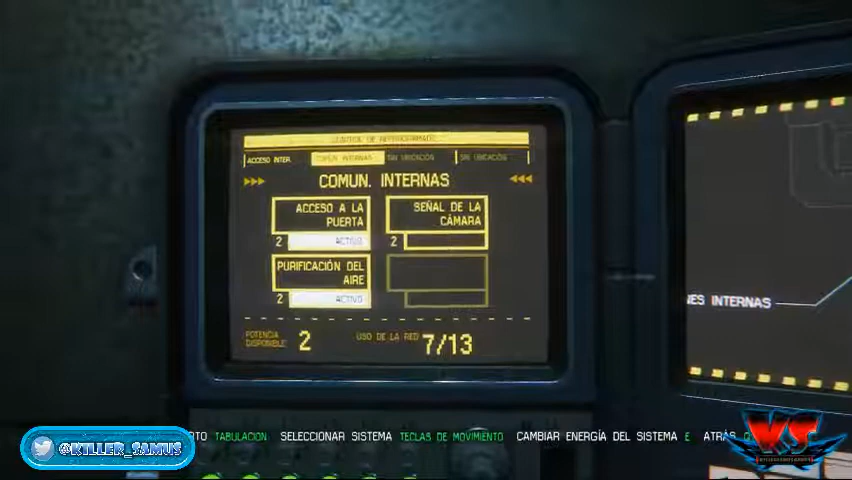 ACCESO INTER.
COMUN. INTERNAS
SIN UBICACIÓN
SIN UBICACIÓN
COMUN. INTERNAS
ACCESO A LA
PUERTA
2
ACTIVO
SEÑAL DE LA
CÁMARA
2
PURIFICACIÓN DEL
AIRE
2
ACTIVO
POTENCIA
DISPONIBLE
2
USO DE LA RED
7/13
NES INTERNAS
TABULACION SELECCIONAR SISTEMA TECLAS DE MOVIMIENTO CAMBIAR ENERGÍA DEL SISTEMA E ATRÁS
@KILLER_SAMUS
KS